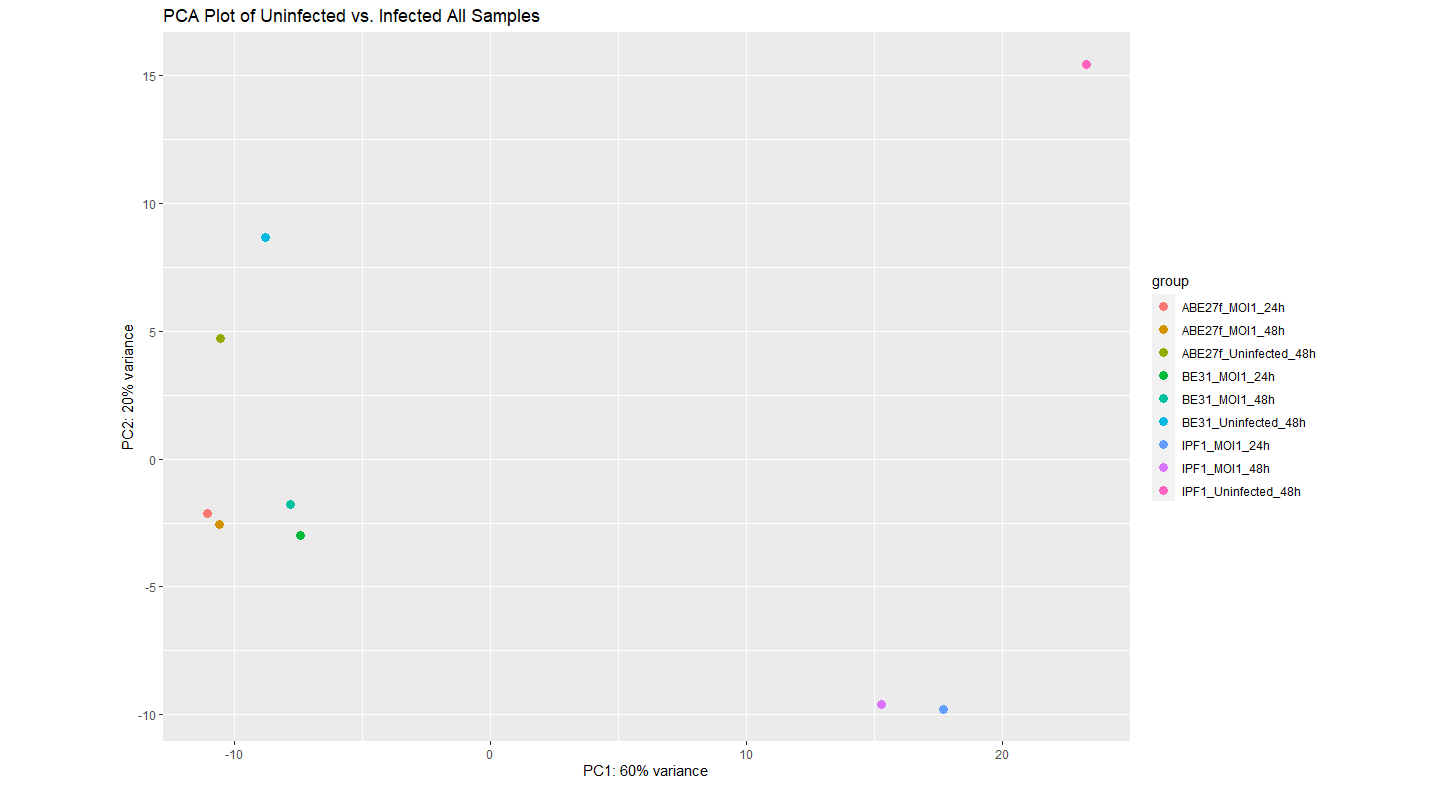 PCA Plot of Uninfected vs. Infected All Samples
15
10
5
0
-5
-10
PC2: 20% variance
-10
0
10
20
PC1: 60% variance
group
ABE27f_MOI1_24h
ABE27f_MOI1_48h
ABE27f_Uninfected_48h
BE31_MOI1_24h
BE31_MOI1_48h
BE31_Uninfected_48h
IPF1_MOI1_24h
IPF1_MOI1_48h
IPF1_Uninfected_48h